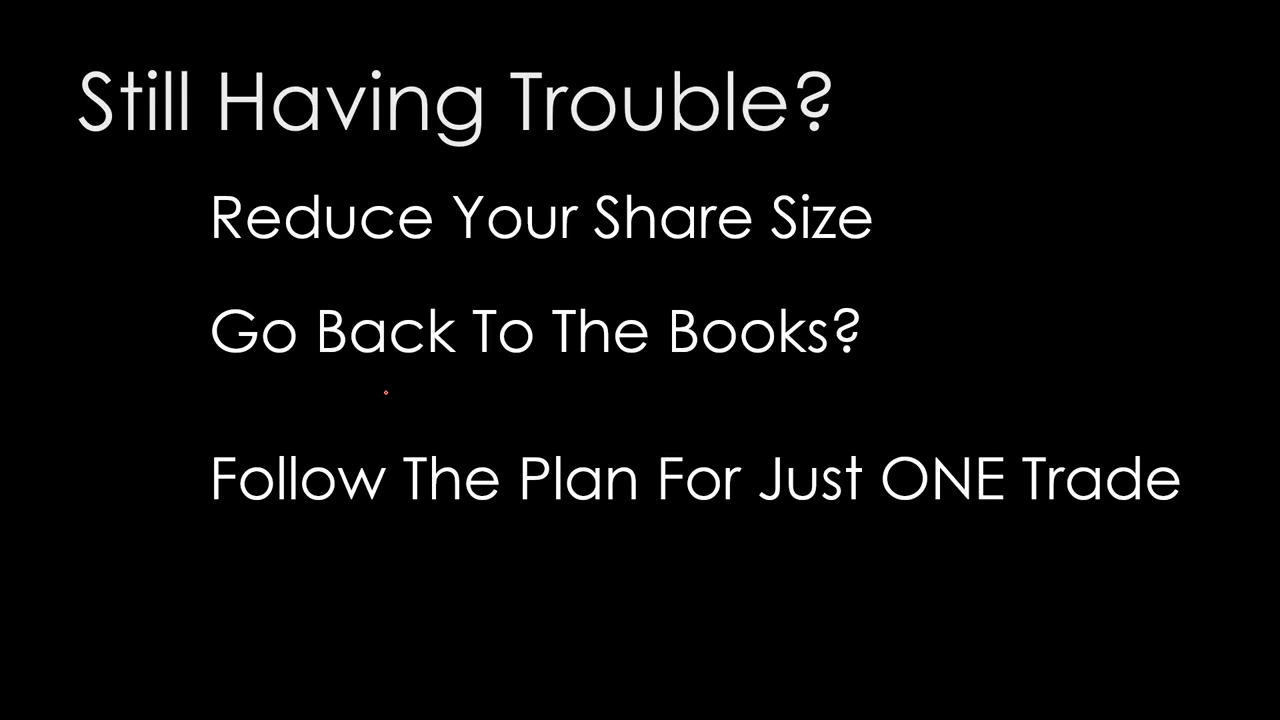 Still Having Trouble?
Reduce Your Share Size
Go Back To The Books?
Follow The Plan For Just ONE Trade